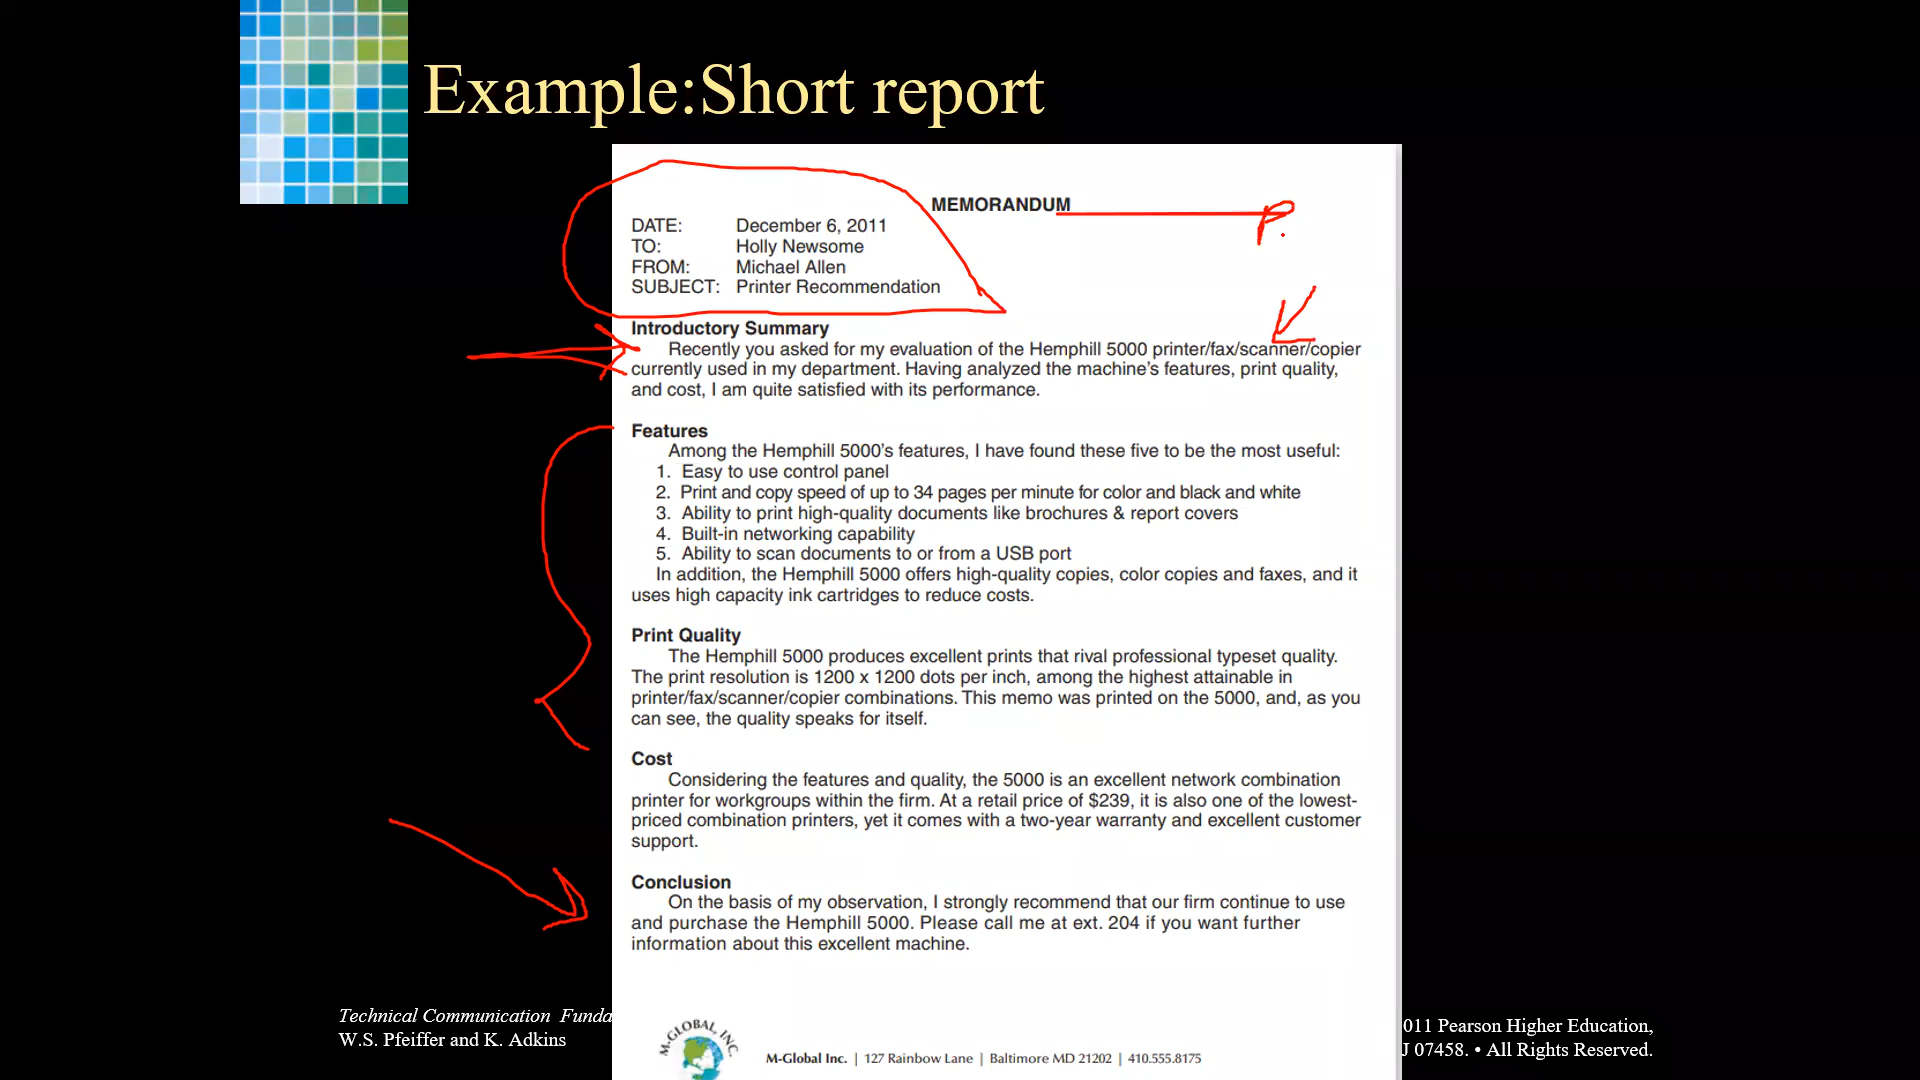 Example:Short report
MEMORANDUM
P.
DATE: December 6, 2011
TO: Holly Newsome
FROM: Michael Allen
SUBJECT: Printer Recommendation
Introductory Summary
Recently you asked for my evaluation of the Hemphill 5000 printer/fax/scanner/copier
currently used in my department. Having analyzed the machine's features, print quality,
and cost, I am quite satisfied with its performance.
Features
Among the Hemphill 5000's features, I have found these five to be the most useful:
1. Easy to use control panel
2. Print and copy speed of up to 34 pages per minute for color and black and white
3. Ability to print high-quality documents like brochures & report covers
4. Built-in networking capability
5. Ability to scan documents to or from a USB port
In addition, the Hemphill 5000 offers high-quality copies, color copies and faxes, and it
uses high capacity ink cartridges to reduce costs.
Print Quality
The Hemphill 5000 produces excellent prints that rival professional typeset quality.
The print resolution is 1200 x 1200 dots per inch, among the highest attainable in
printer/fax/scanner/copier combinations. This memo was printed on the 5000, and, as you
can see, the quality speaks for itself.
Cost
Considering the features and quality, the 5000 is an excellent network combination
printer for workgroups within the firm. At a retail price of $239, it is also one of the lowest-
priced combination printers, yet it comes with a two-year warranty and excellent customer
support.
Conclusion
On the basis of my observation, I strongly recommend that our firm continue to use
and purchase the Hemphill 5000. Please call me at ext. 204 if you want further
information about this excellent machine.
M-GLOBAL, INC.
M-Global Inc. | 127 Rainbow Lane | Baltimore MD 21202 | 410.555.8175
Technical Communication Funda
W.S. Pfeiffer and K. Adkins
011 Pearson Higher Education,
J 07458. • All Rights Reserved.